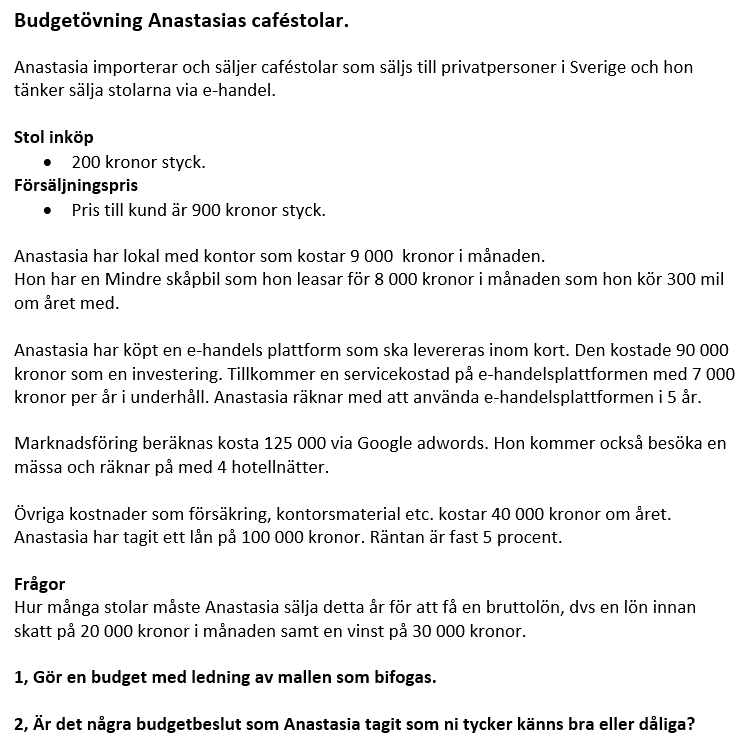 Budgetövning Anastasias caféstolar.
Anastasia importerar och säljer caféstolar som säljs till privatpersoner i Sverige och hon
tänker sälja stolarna via e-handel.
Stol inköp
• 200 kronor styck.
Försäljningspris
• Pris till kund är 900 kronor styck.
Anastasia har lokal med kontor som kostar 9 000  kronor i månaden.
Hon har en Mindre skåpbil som hon leasar för 8 000 kronor i månaden som hon kör 300 mil
om året med.
Anastasia har köpt en e-handels plattform som ska levereras inom kort. Den kostade 90 000
kronor som en investering. Tillkommer en servicekostad på e-handelsplattformen med 7 000
kronor per år i underhåll. Anastasia räknar med att använda e-handelsplattformen i 5 år.
Marknadsföring beräknas kosta 125 000 via Google adwords. Hon kommer också besöka en
mässa och räknar på med 4 hotellnätter.
Övriga kostnader som försäkring, kontorsmaterial etc. kostar 40 000 kronor om året.
Anastasia har tagit ett lån på 100 000 kronor. Räntan är fast 5 procent.
Frågor
Hur många stolar måste Anastasia sälja detta år för att få en bruttolön, dvs en lön innan
skatt på 20 000 kronor i månaden samt en vinst på 30 000 kronor.
1, Gör en budget med ledning av mallen som bifogas.
2, Är det några budgetbeslut som Anastasia tagit som ni tycker känns bra eller dåliga?